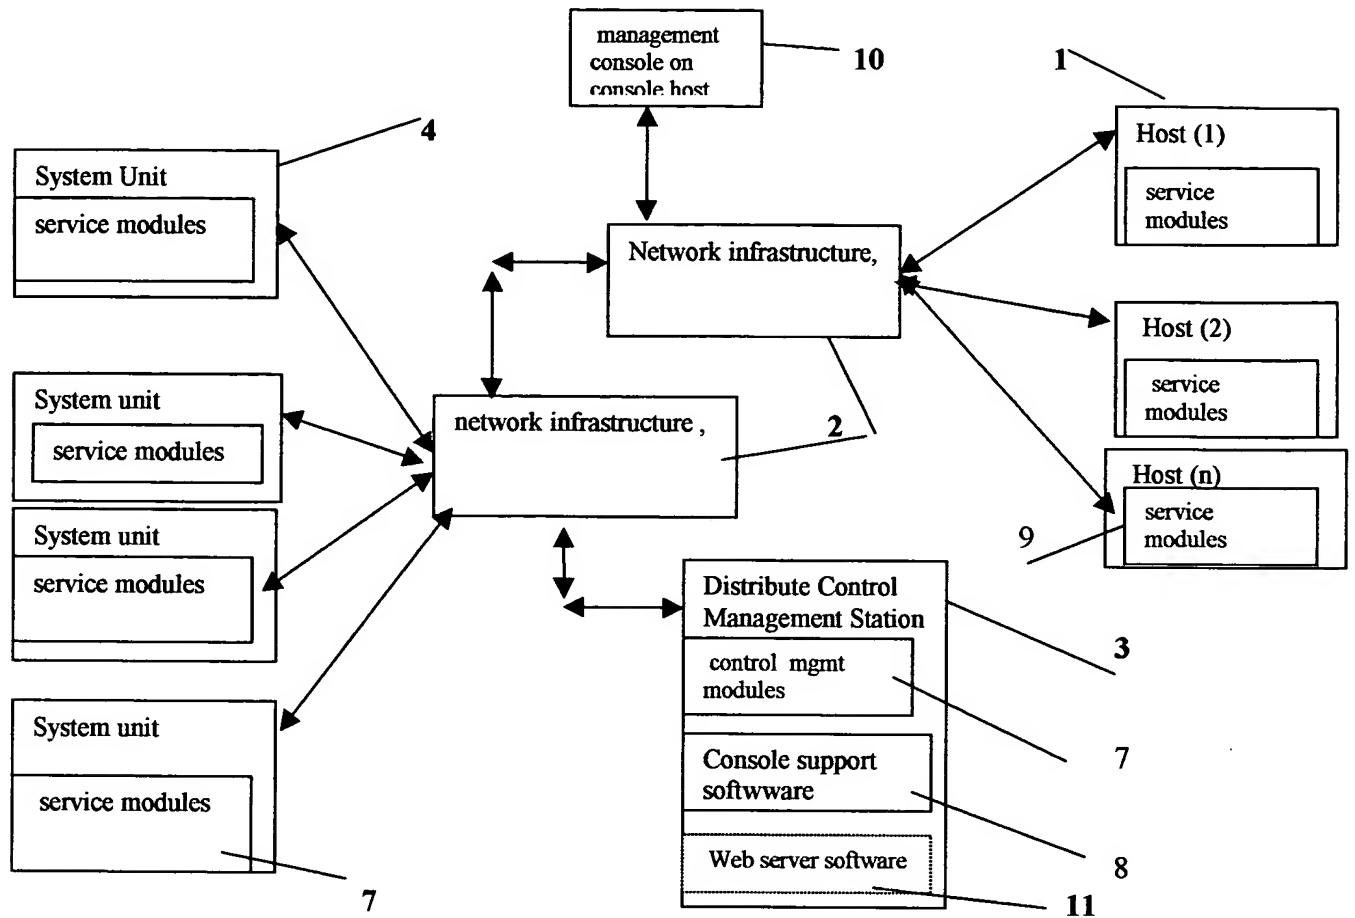 management
console on
console host
10
1
4
System Unit
service modules
Host (1)
service
modules
Network infrastructure,
Host (2)
service
modules
System unit
service modules
network infrastructure ,
2
Host (n)
service
modules
9
System unit
service modules
Distribute Control
Management Station
3
control mgmt
modules
7
System unit
service modules
7
Console support
softwware
8
Web server software
11